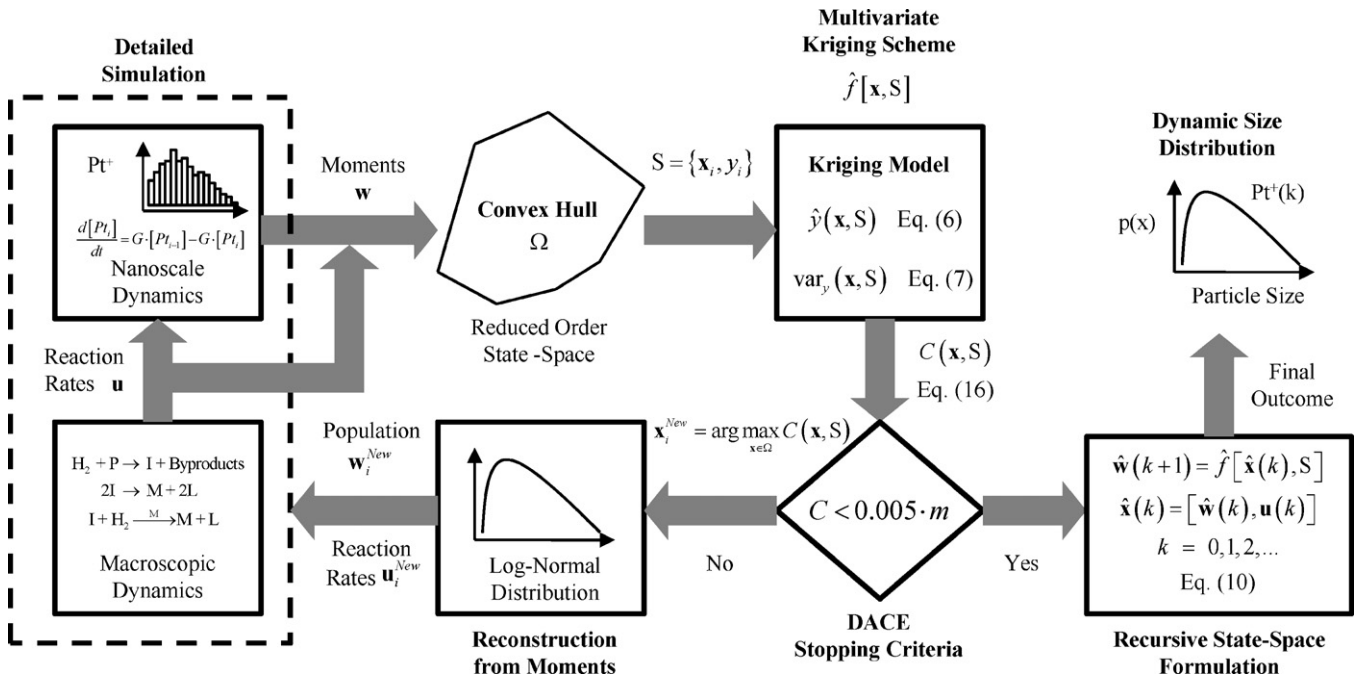 Detailed
Simulation
Pt⁺
d[Pt_i]/dt = G·[Pt_{i-1}] − G·[Pt_i]
Nanoscale
Dynamics
Reaction
Rates u
H₂ + P → I + Byproducts
2I → M + 2L
I + H₂ —M→ M + L
Macroscopic
Dynamics
Moments
w
Convex Hull
Ω
Reduced Order
State -Space
S = {x_i, y_i}
Multivariate
Kriging Scheme
f̂[x,S]
Kriging Model
ŷ(x,S) Eq. (6)
var_y(x,S) Eq. (7)
C(x,S)
Eq. (16)
x_i^{New} = arg max_{x∈Ω} C(x,S)
C < 0.005·m
DACE
Stopping Criteria
No
Yes
Population
w_i^{New}
Reaction
Rates u_i^{New}
Log-Normal
Distribution
Reconstruction
from Moments
Dynamic Size
Distribution
Pt⁺(k)
p(x)
Particle Size
Final
Outcome
ŵ(k+1) = f̂[x̂(k),S]
x̂(k) = [ŵ(k),u(k)]
k = 0,1,2,...
Eq. (10)
Recursive State-Space
Formulation